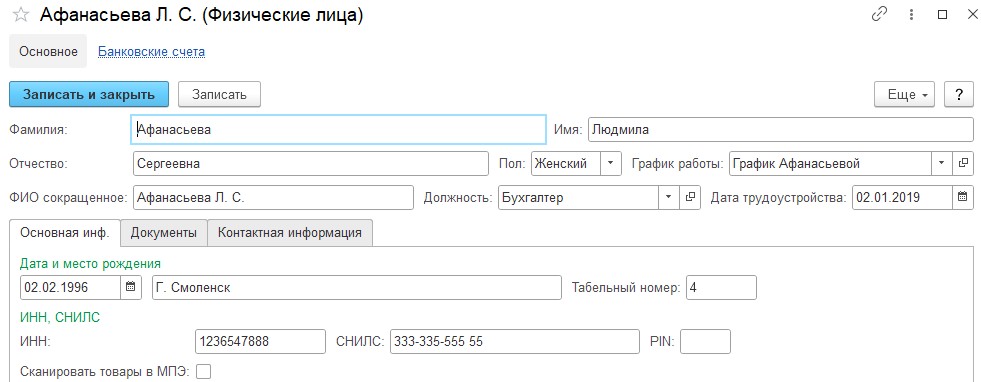 Афанасьева Л. С. (Физические лица)
Основное Банковские счета
Записать и закрыть Записать Еще ?
Фамилия: Афанасьева Имя: Людмила
Отчество: Сергеевна Пол: Женский График работы: График Афанасьевой
ФИО сокращенное: Афанасьева Л. С. Должность: Бухгалтер Дата трудоустройства: 02.01.2019
Основная инф. Документы Контактная информация
Дата и место рождения
02.02.1996 Г. Смоленск Табельный номер: 4
ИНН, СНИЛС
ИНН: 1236547888 СНИЛС: 333-335-555 55 PIN:
Сканировать товары в МПЭ: